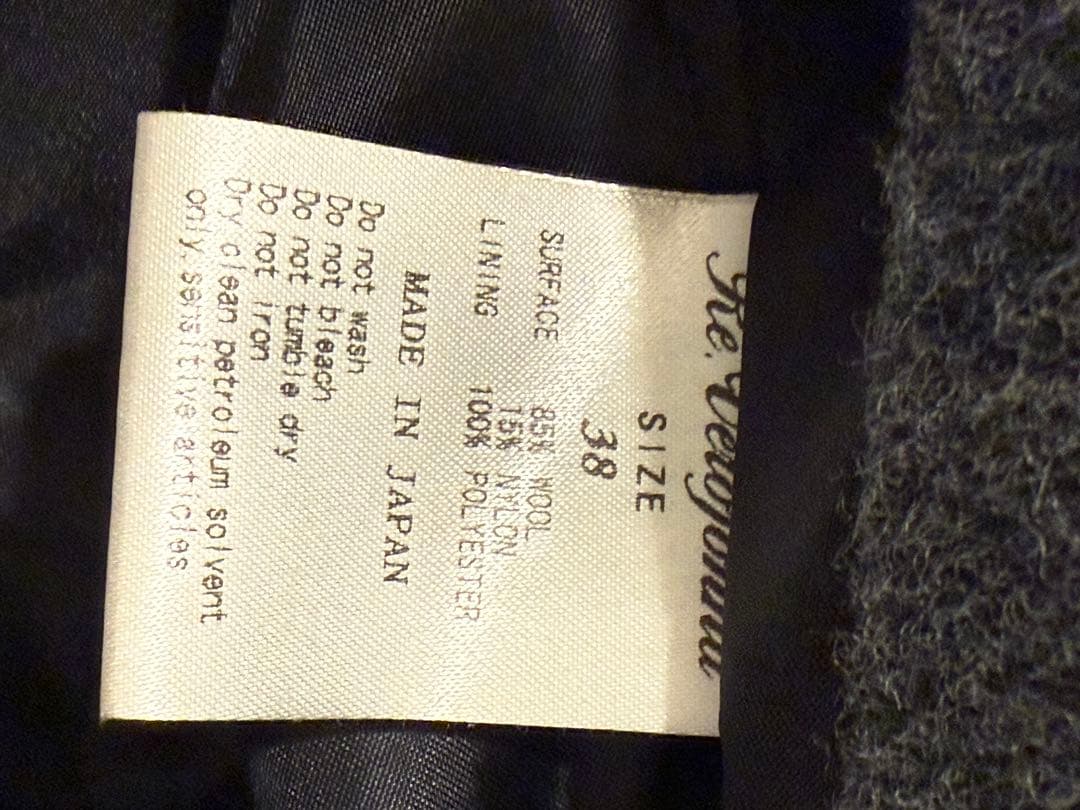 The
SIZE
38
SURFACE 85% WOOL
15% NYLON
LINING 100% POLYESTER
MADE IN JAPAN
Do not wash
Do not bleach
Do not tumble dry
Do not iron
Dry clean petroleum solvent
only. sensitive articles